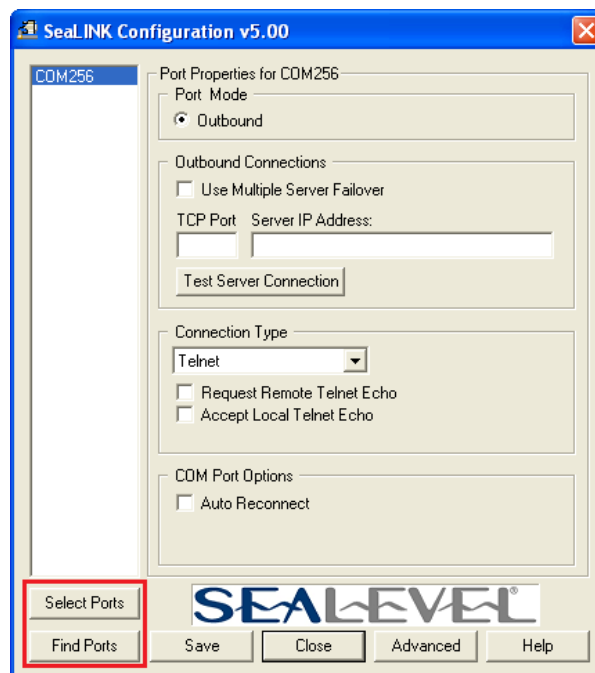 SeaLINK Configuration v5.00
COM256
Port Properties for COM256
Port Mode
Outbound
Outbound Connections
Use Multiple Server Failover
TCP Port Server IP Address:
Test Server Connection
Connection Type
Telnet
Request Remote Telnet Echo
Accept Local Telnet Echo
COM Port Options
Auto Reconnect
Select Ports
SEALEVEL®
Find Ports Save Close Advanced Help